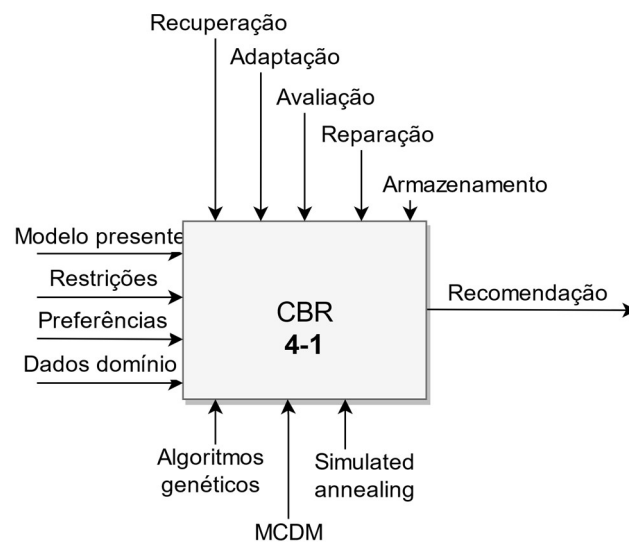 Recuperação
Adaptação
Avaliação
Reparação
Armazenamento
Modelo presente
Restrições
Preferências
Dados domínio
CBR
4-1
Recomendação
Algoritmos
genéticos
MCDM
Simulated
annealing